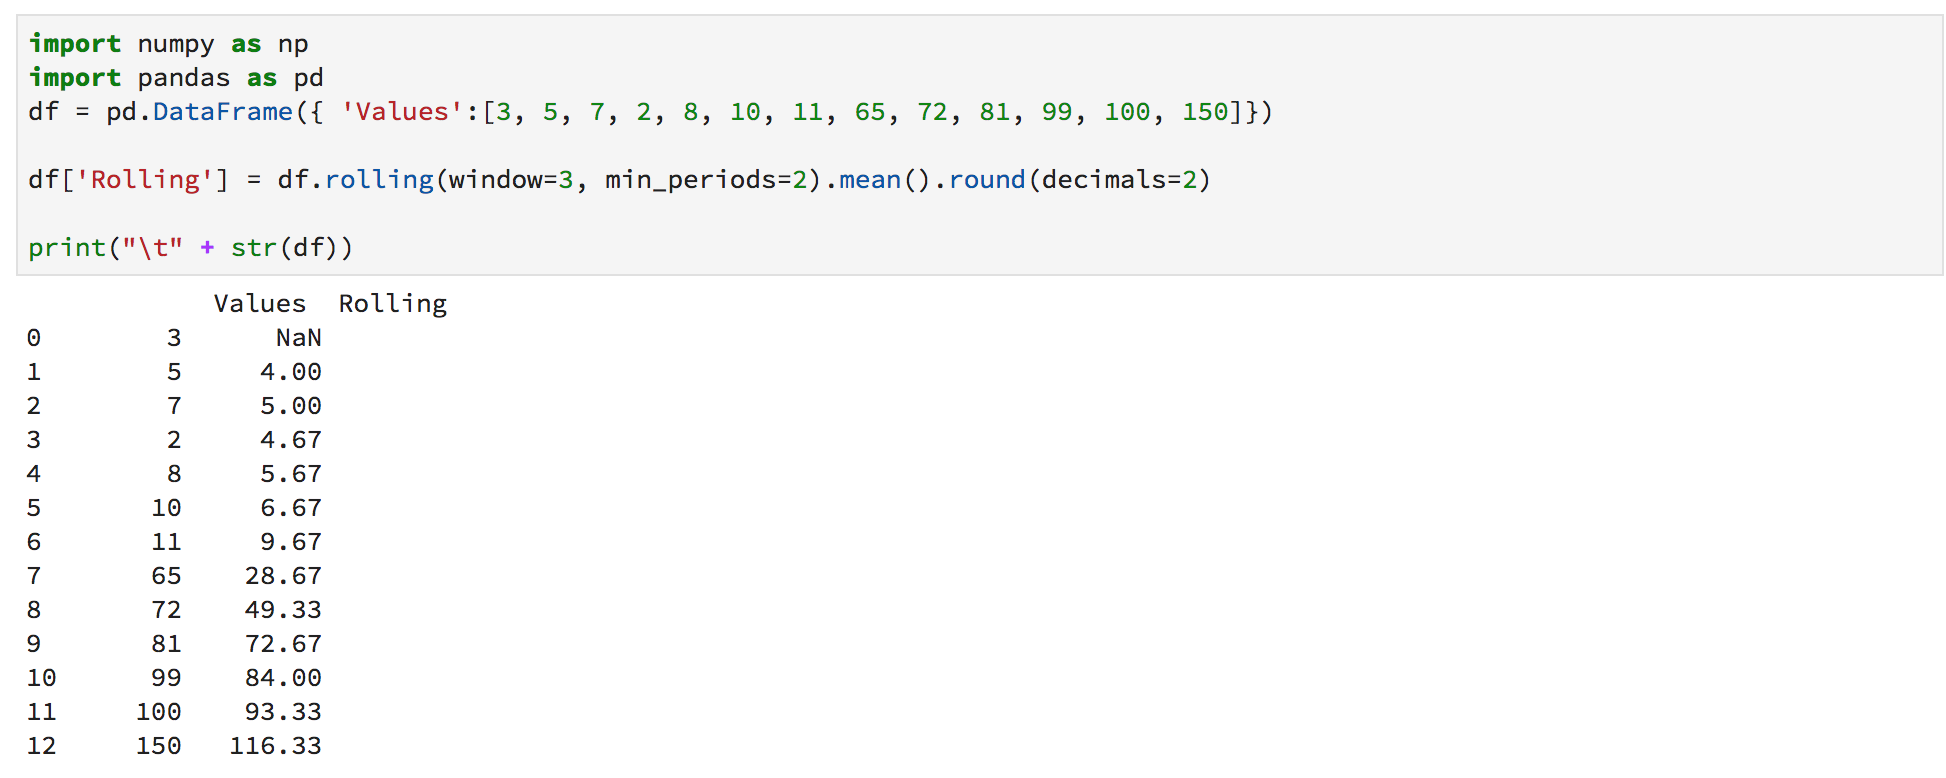 import numpy as np
import pandas as pd
df = pd.DataFrame({ 'Values':[3, 5, 7, 2, 8, 10, 11, 65, 72, 81, 99, 100, 150]})
df['Rolling'] = df.rolling(window=3, min_periods=2).mean().round(decimals=2)
print("\t" + str(df))
            Values  Rolling
0        3      NaN
1        5     4.00
2        7     5.00
3        2     4.67
4        8     5.67
5       10     6.67
6       11     9.67
7       65    28.67
8       72    49.33
9       81    72.67
10      99    84.00
11     100    93.33
12     150   116.33